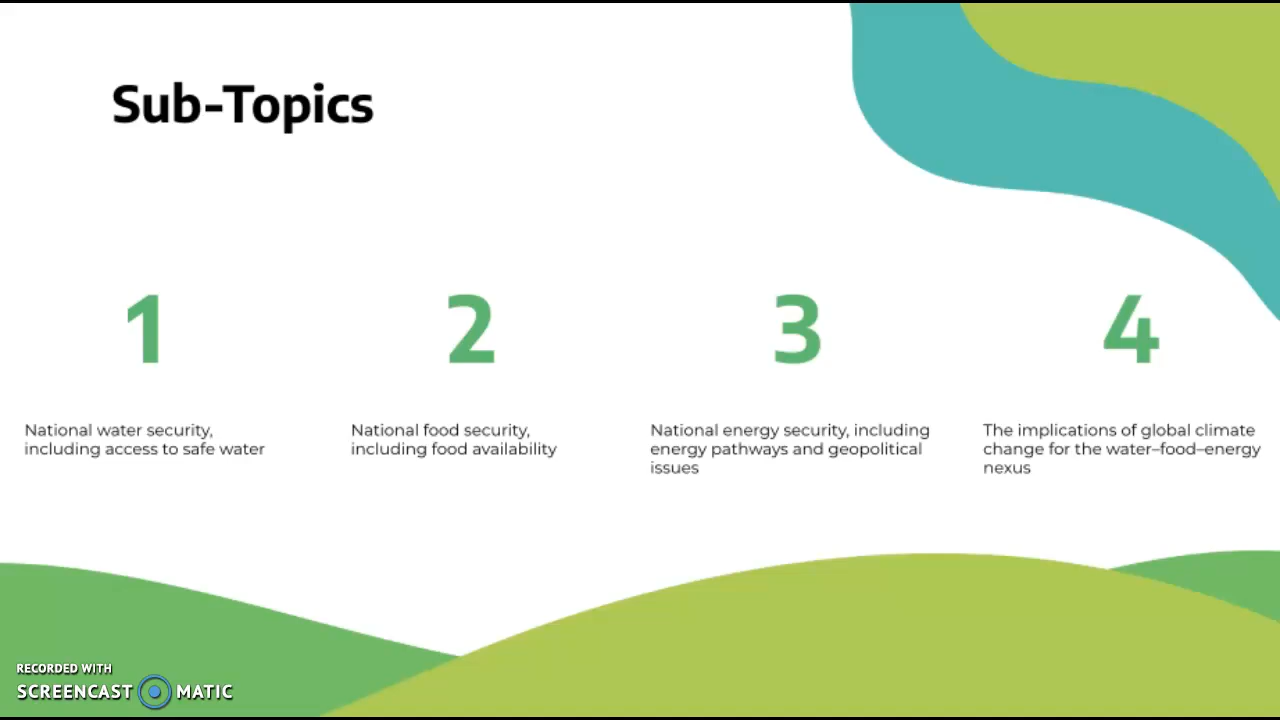 Sub-Topics
1
National water security,
including access to safe water
2
National food security,
including food availability
3
National energy security, including
energy pathways and geopolitical
issues
4
The implications of global climate
change for the water–food–energy
nexus
RECORDED WITH
SCREENCAST MATIC